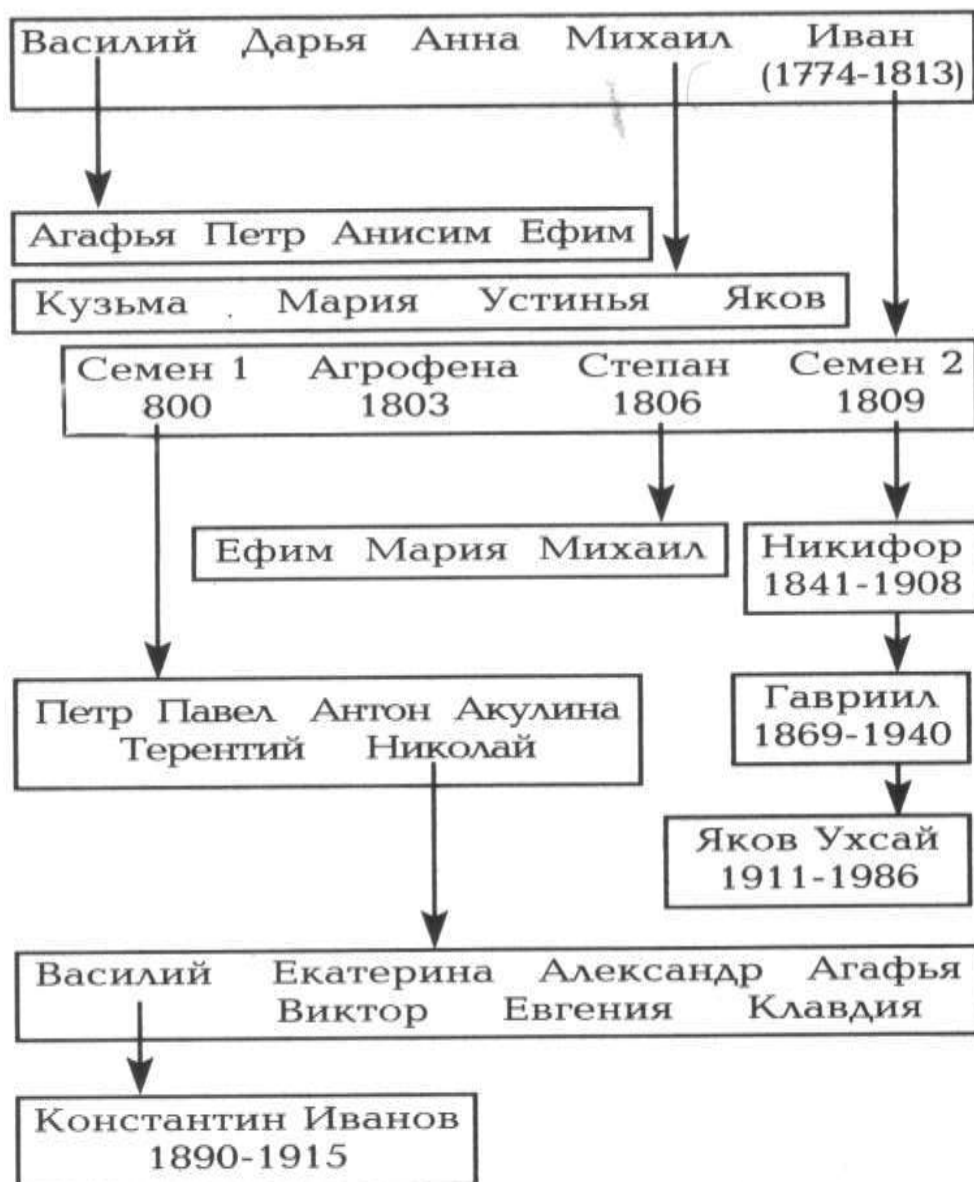 Василий Дарья Анна Михаил Иван
(1774-1813)
Агафья Петр Анисим Ефим
Кузьма Мария Устинья Яков
Семен 1 Агрофена Степан Семен 2
800 1803 1806 1809
Ефим Мария Михаил
Никифор
1841-1908
Петр Павел Антон Акулина
Терентий Николай
Гавриил
1869-1940
Яков Ухсай
1911-1986
Василий Екатерина Александр Агафья
Виктор Евгения Клавдия
Константин Иванов
1890-1915